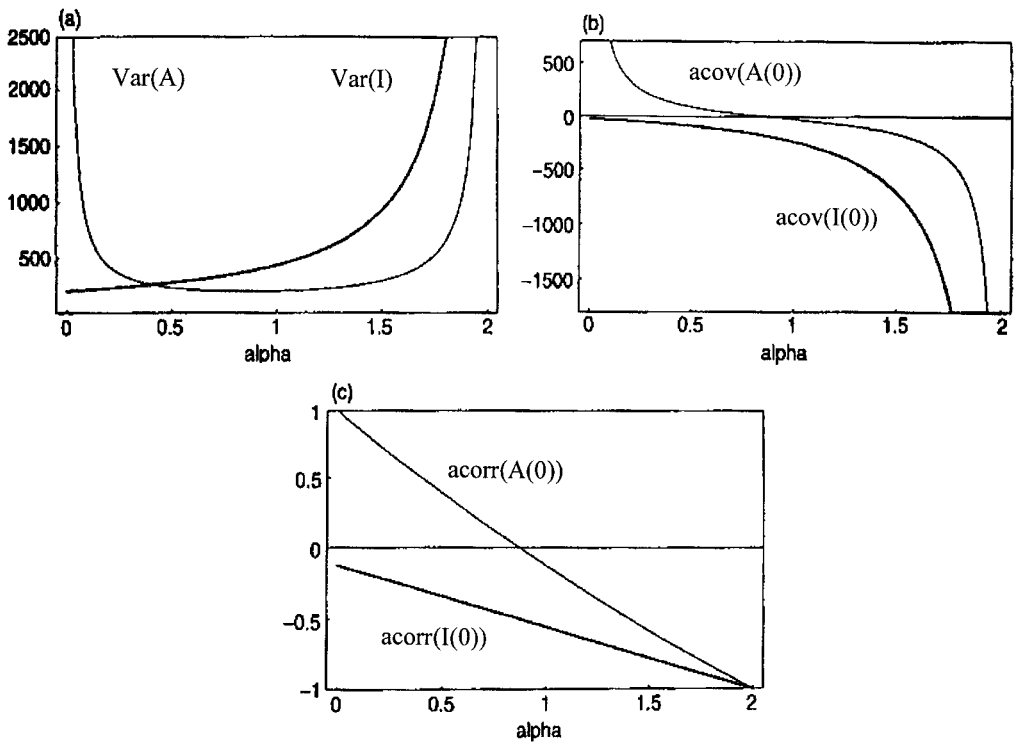 (a)
2500
2000
1500
1000
500
Var(A)
Var(I)
0
0.5
1
1.5
2
alpha
(b)
500
0
-500
-1000
-1500
acov(A(0))
acov(I(0))
0
0.5
1
1.5
2
alpha
(c)
1
0.5
0
-0.5
-1
acorr(A(0))
acorr(I(0))
0
0.5
1
1.5
2
alpha